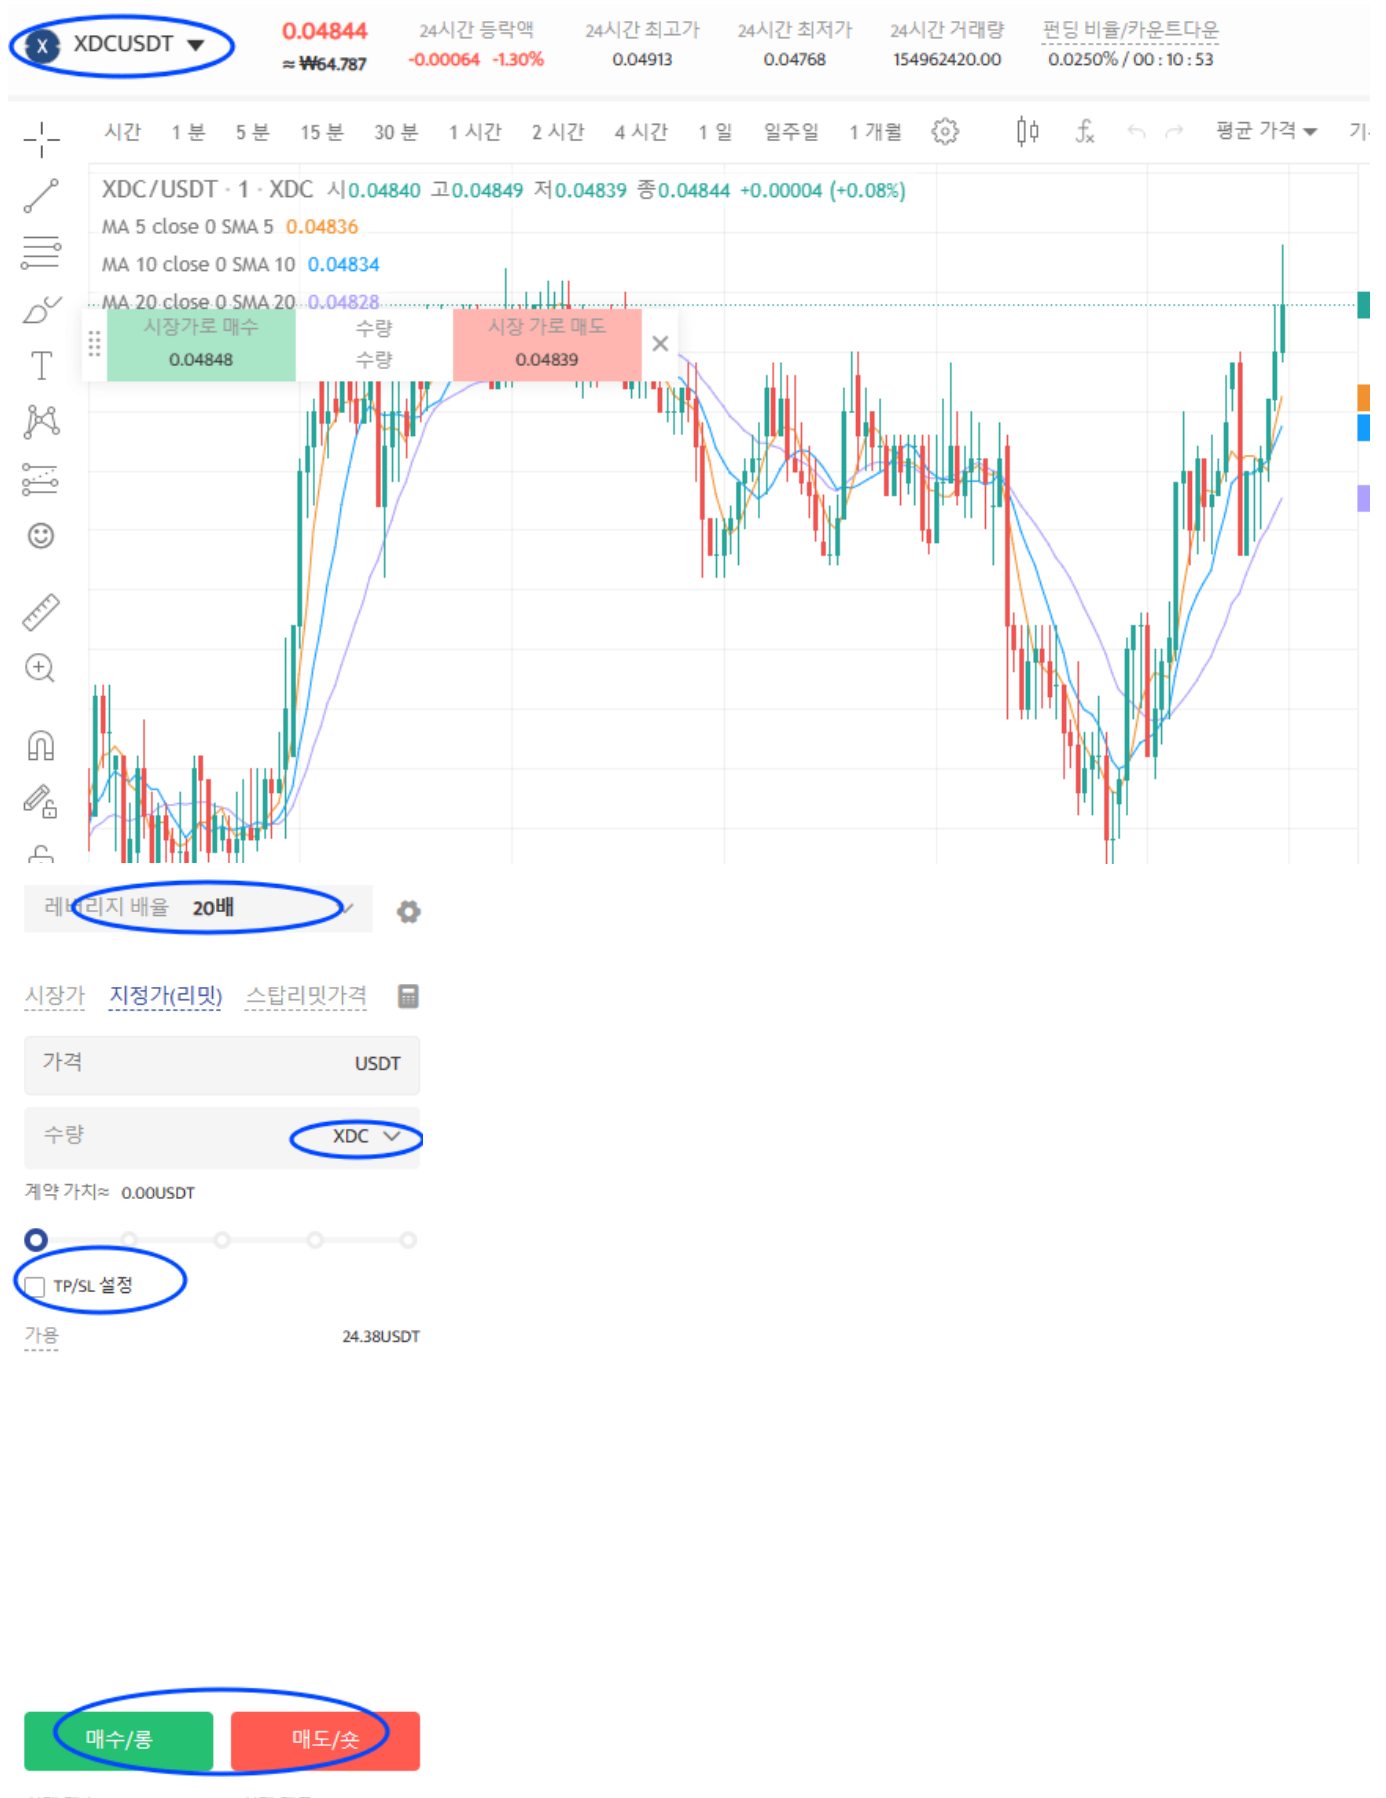 X XDCUSDT
0.04844 24시간 등락액 24시간 최고가 24시간 최저가 24시간 거래량 펀딩 비율/카운트다운
≈ ₩64.787 -0.00064 -1.30% 0.04913 0.04768 154962420.00 0.0250% / 00 : 10 : 53
시간 1 분 5 분 15 분 30 분 1 시간 2 시간 4 시간 1 일 일주일 1 개월 fx 평균 가격
XDC/USDT · 1 · XDC 시0.04840 고0.04849 저0.04839 종0.04844 +0.00004 (+0.08%)
MA 5 close 0 SMA 5 0.04836
MA 10 close 0 SMA 10 0.04834
MA 20 close 0 SMA 20 0.04828
시장가로 매수 수량 시장 가로 매도
0.04848 수량 0.04839
레버리지 배율 20배
시장가 지정가(리밋) 스탑리밋가격
가격 USDT
수량 XDC
계약 가치≈ 0.00USDT
TP/SL 설정
가용 24.38USDT
매수/롱 매도/숏